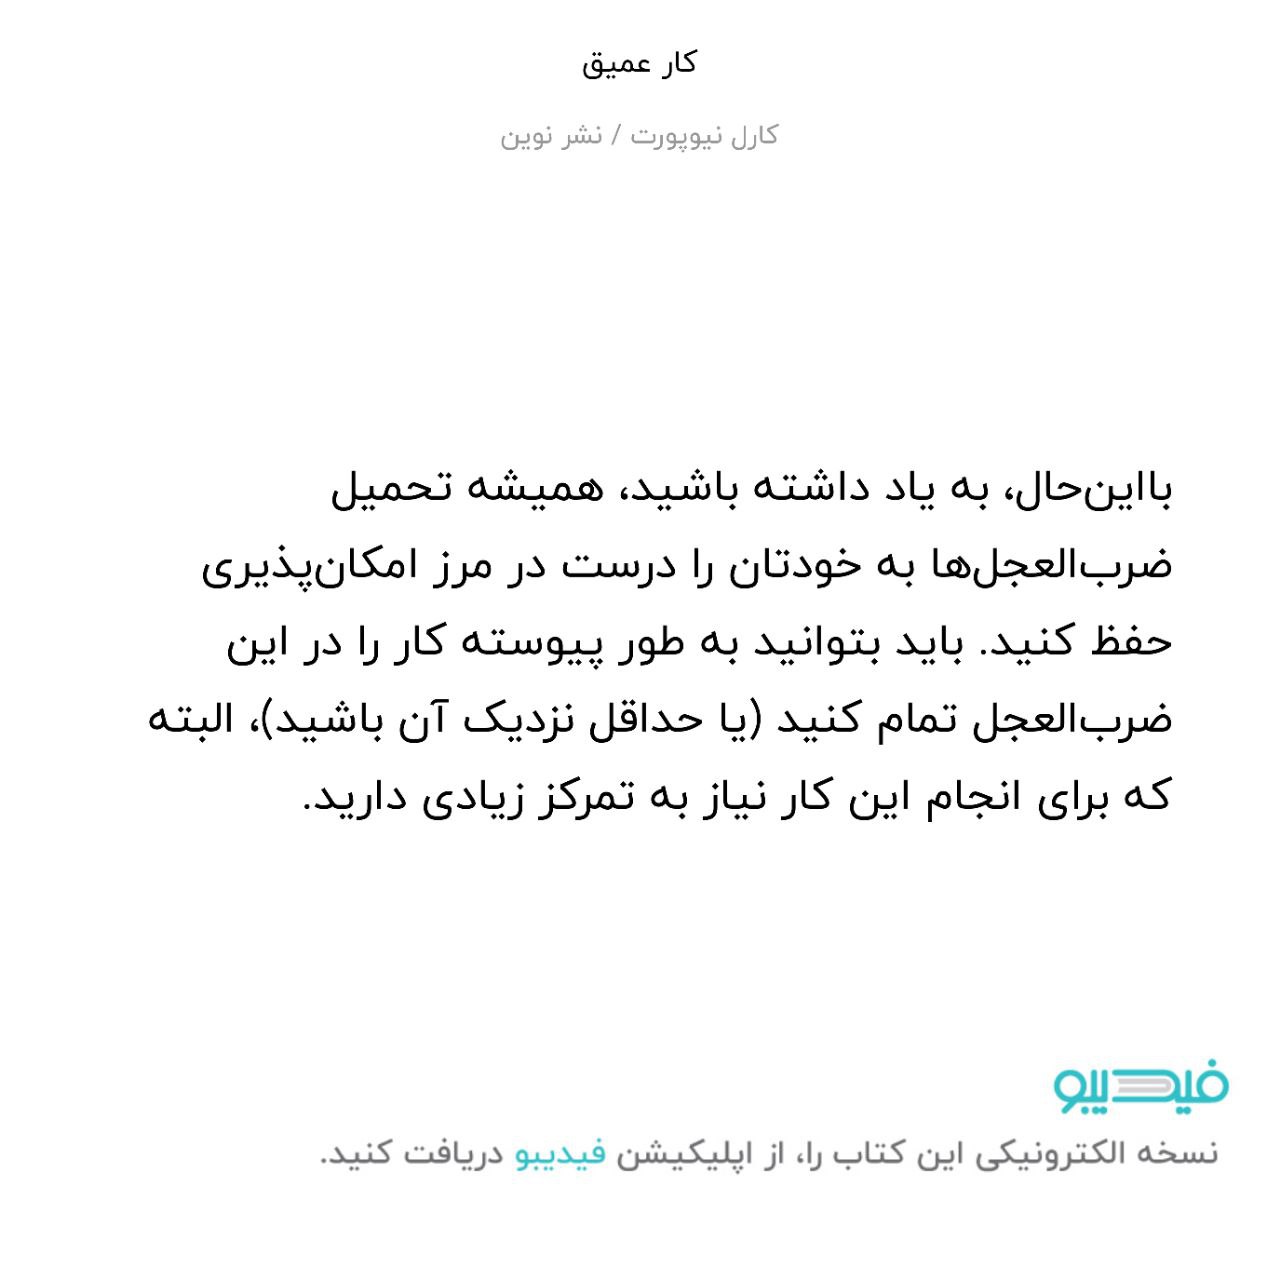 کار عمیق
کارل نیوپورت / نشر نوین
بااین‌حال، به یاد داشته باشید، همیشه تحمیل
ضرب‌العجل‌ها به خودتان را درست در مرز امکان‌پذیری
حفظ کنید. باید بتوانید به طور پیوسته کار را در این
ضرب‌العجل تمام کنید (یا حداقل نزدیک آن باشید)، البته
که برای انجام این کار نیاز به تمرکز زیادی دارید.
فیدیبو
نسخه الکترونیکی این کتاب را، از اپلیکیشن فیدیبو دریافت کنید.